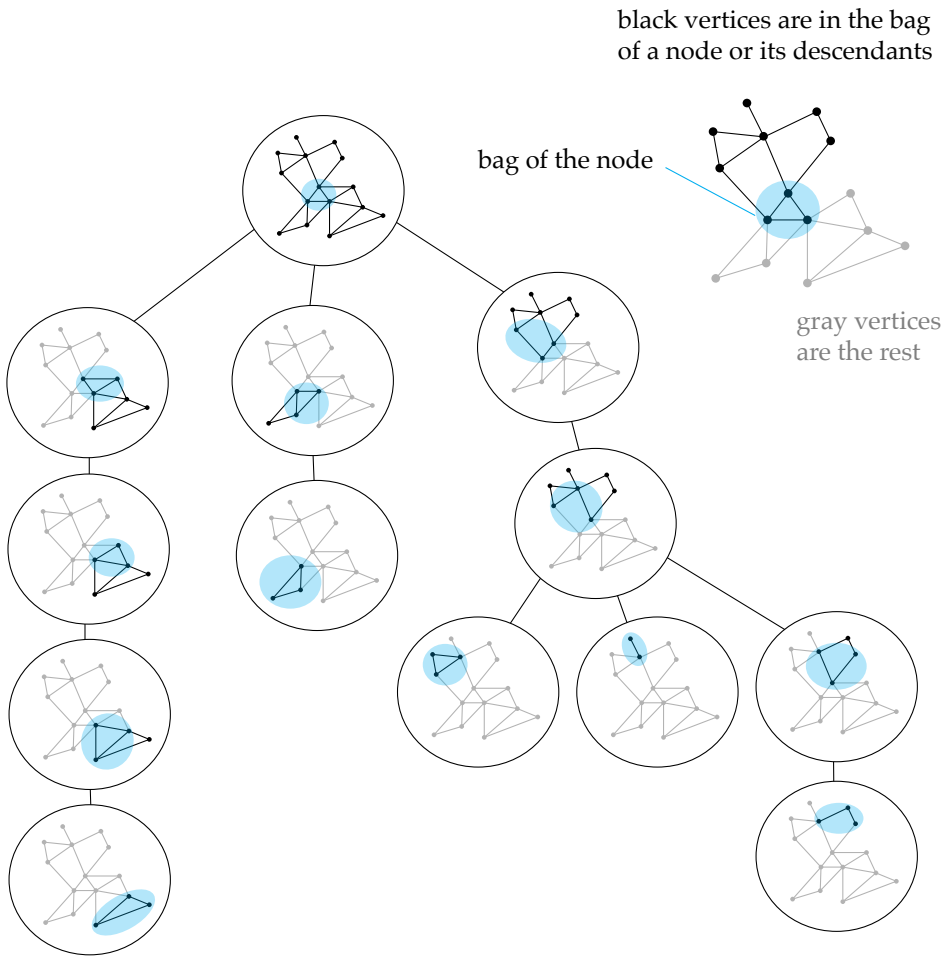 black vertices are in the bag
of a node or its descendants
bag of the node
gray vertices
are the rest